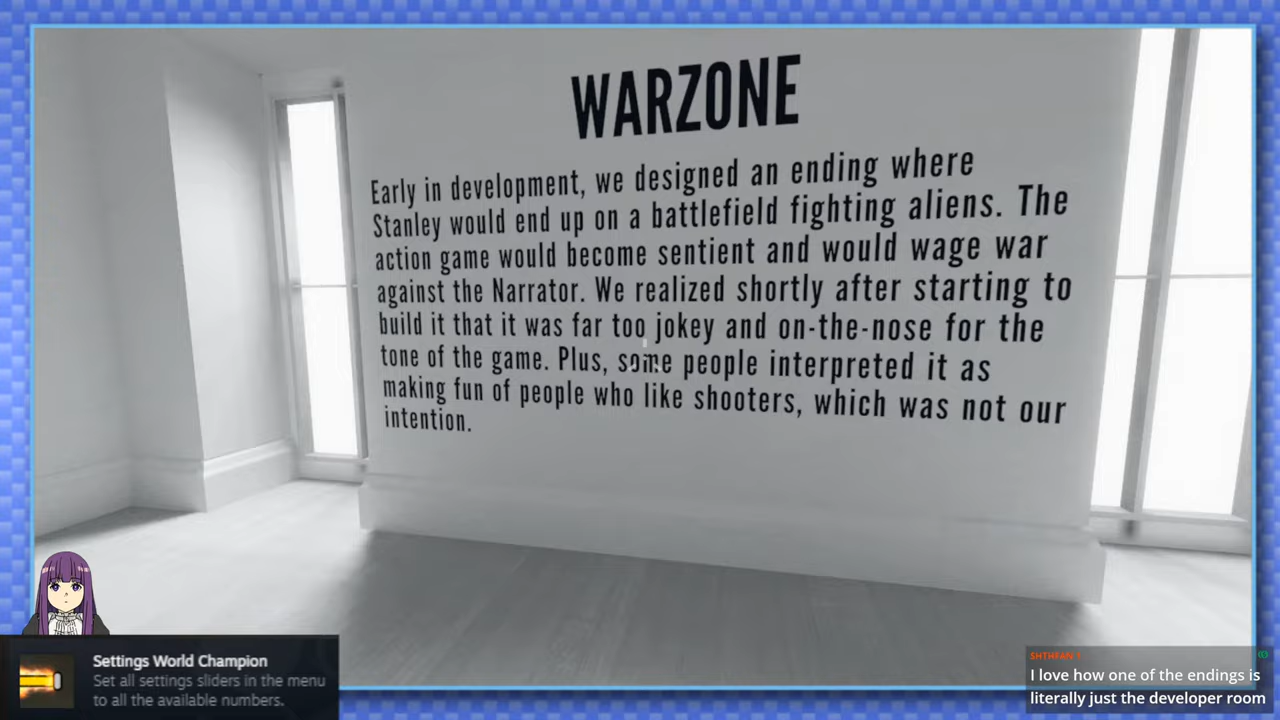 WARZONE
Early in development, we designed an ending where
Stanley would end up on a battlefield fighting aliens. The
action game would become sentient and would wage war
against the Narrator. We realized shortly after starting to
build it that it was far too jokey and on-the-nose for the
tone of the game. Plus, some people interpreted it as
making fun of people who like shooters, which was not our
intention.
Settings World Champion
Set all settings sliders in the menu
to all the available numbers.
I love how one of the endings is
literally just the developer room